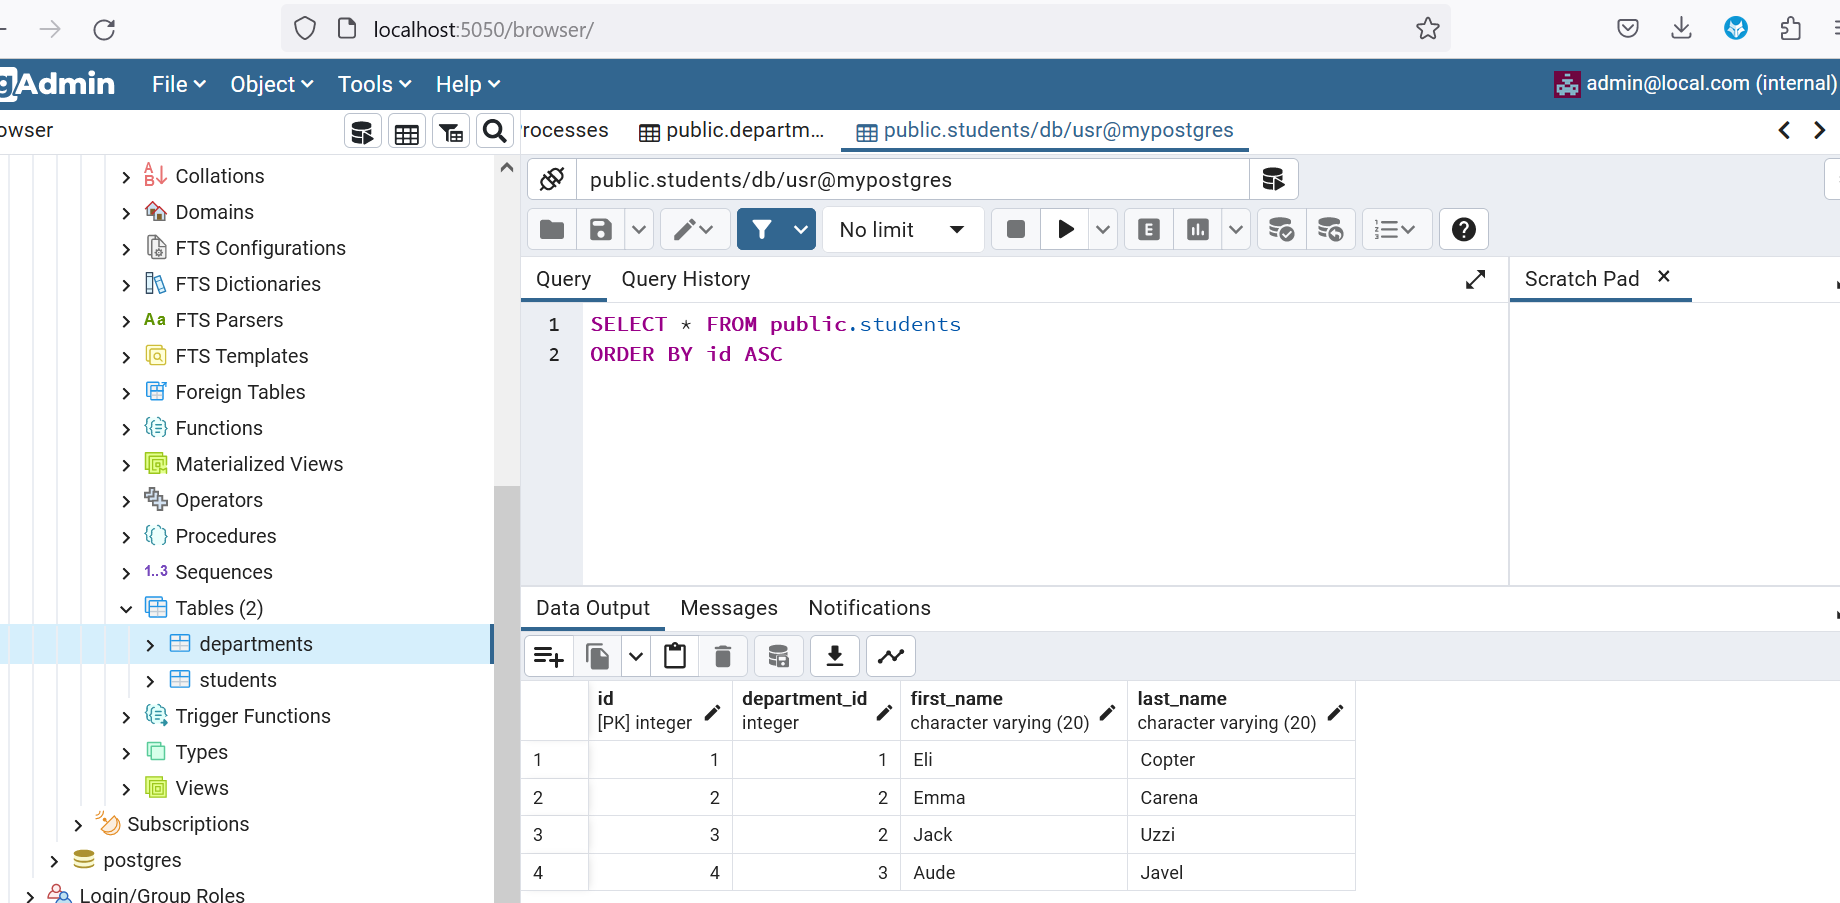 localhost:5050/browser/
gAdmin File Object Tools Help admin@local.com (internal)
owser
rocesses public.departm... public.students/db/usr@mypostgres
public.students/db/usr@mypostgres
No limit E
Query Query History Scratch Pad
1 SELECT * FROM public.students
2 ORDER BY id ASC
Collations
Domains
FTS Configurations
FTS Dictionaries
Aa FTS Parsers
FTS Templates
Foreign Tables
Functions
Materialized Views
Operators
Procedures
1..3 Sequences
Tables (2)
departments
students
Trigger Functions
Types
Views
Subscriptions
postgres
Login/Group Roles
Data Output Messages Notifications
id department_id first_name last_name
[PK] integer integer character varying (20) character varying (20)
1 1 1 Eli Copter
2 2 2 Emma Carena
3 3 2 Jack Uzzi
4 4 3 Aude Javel